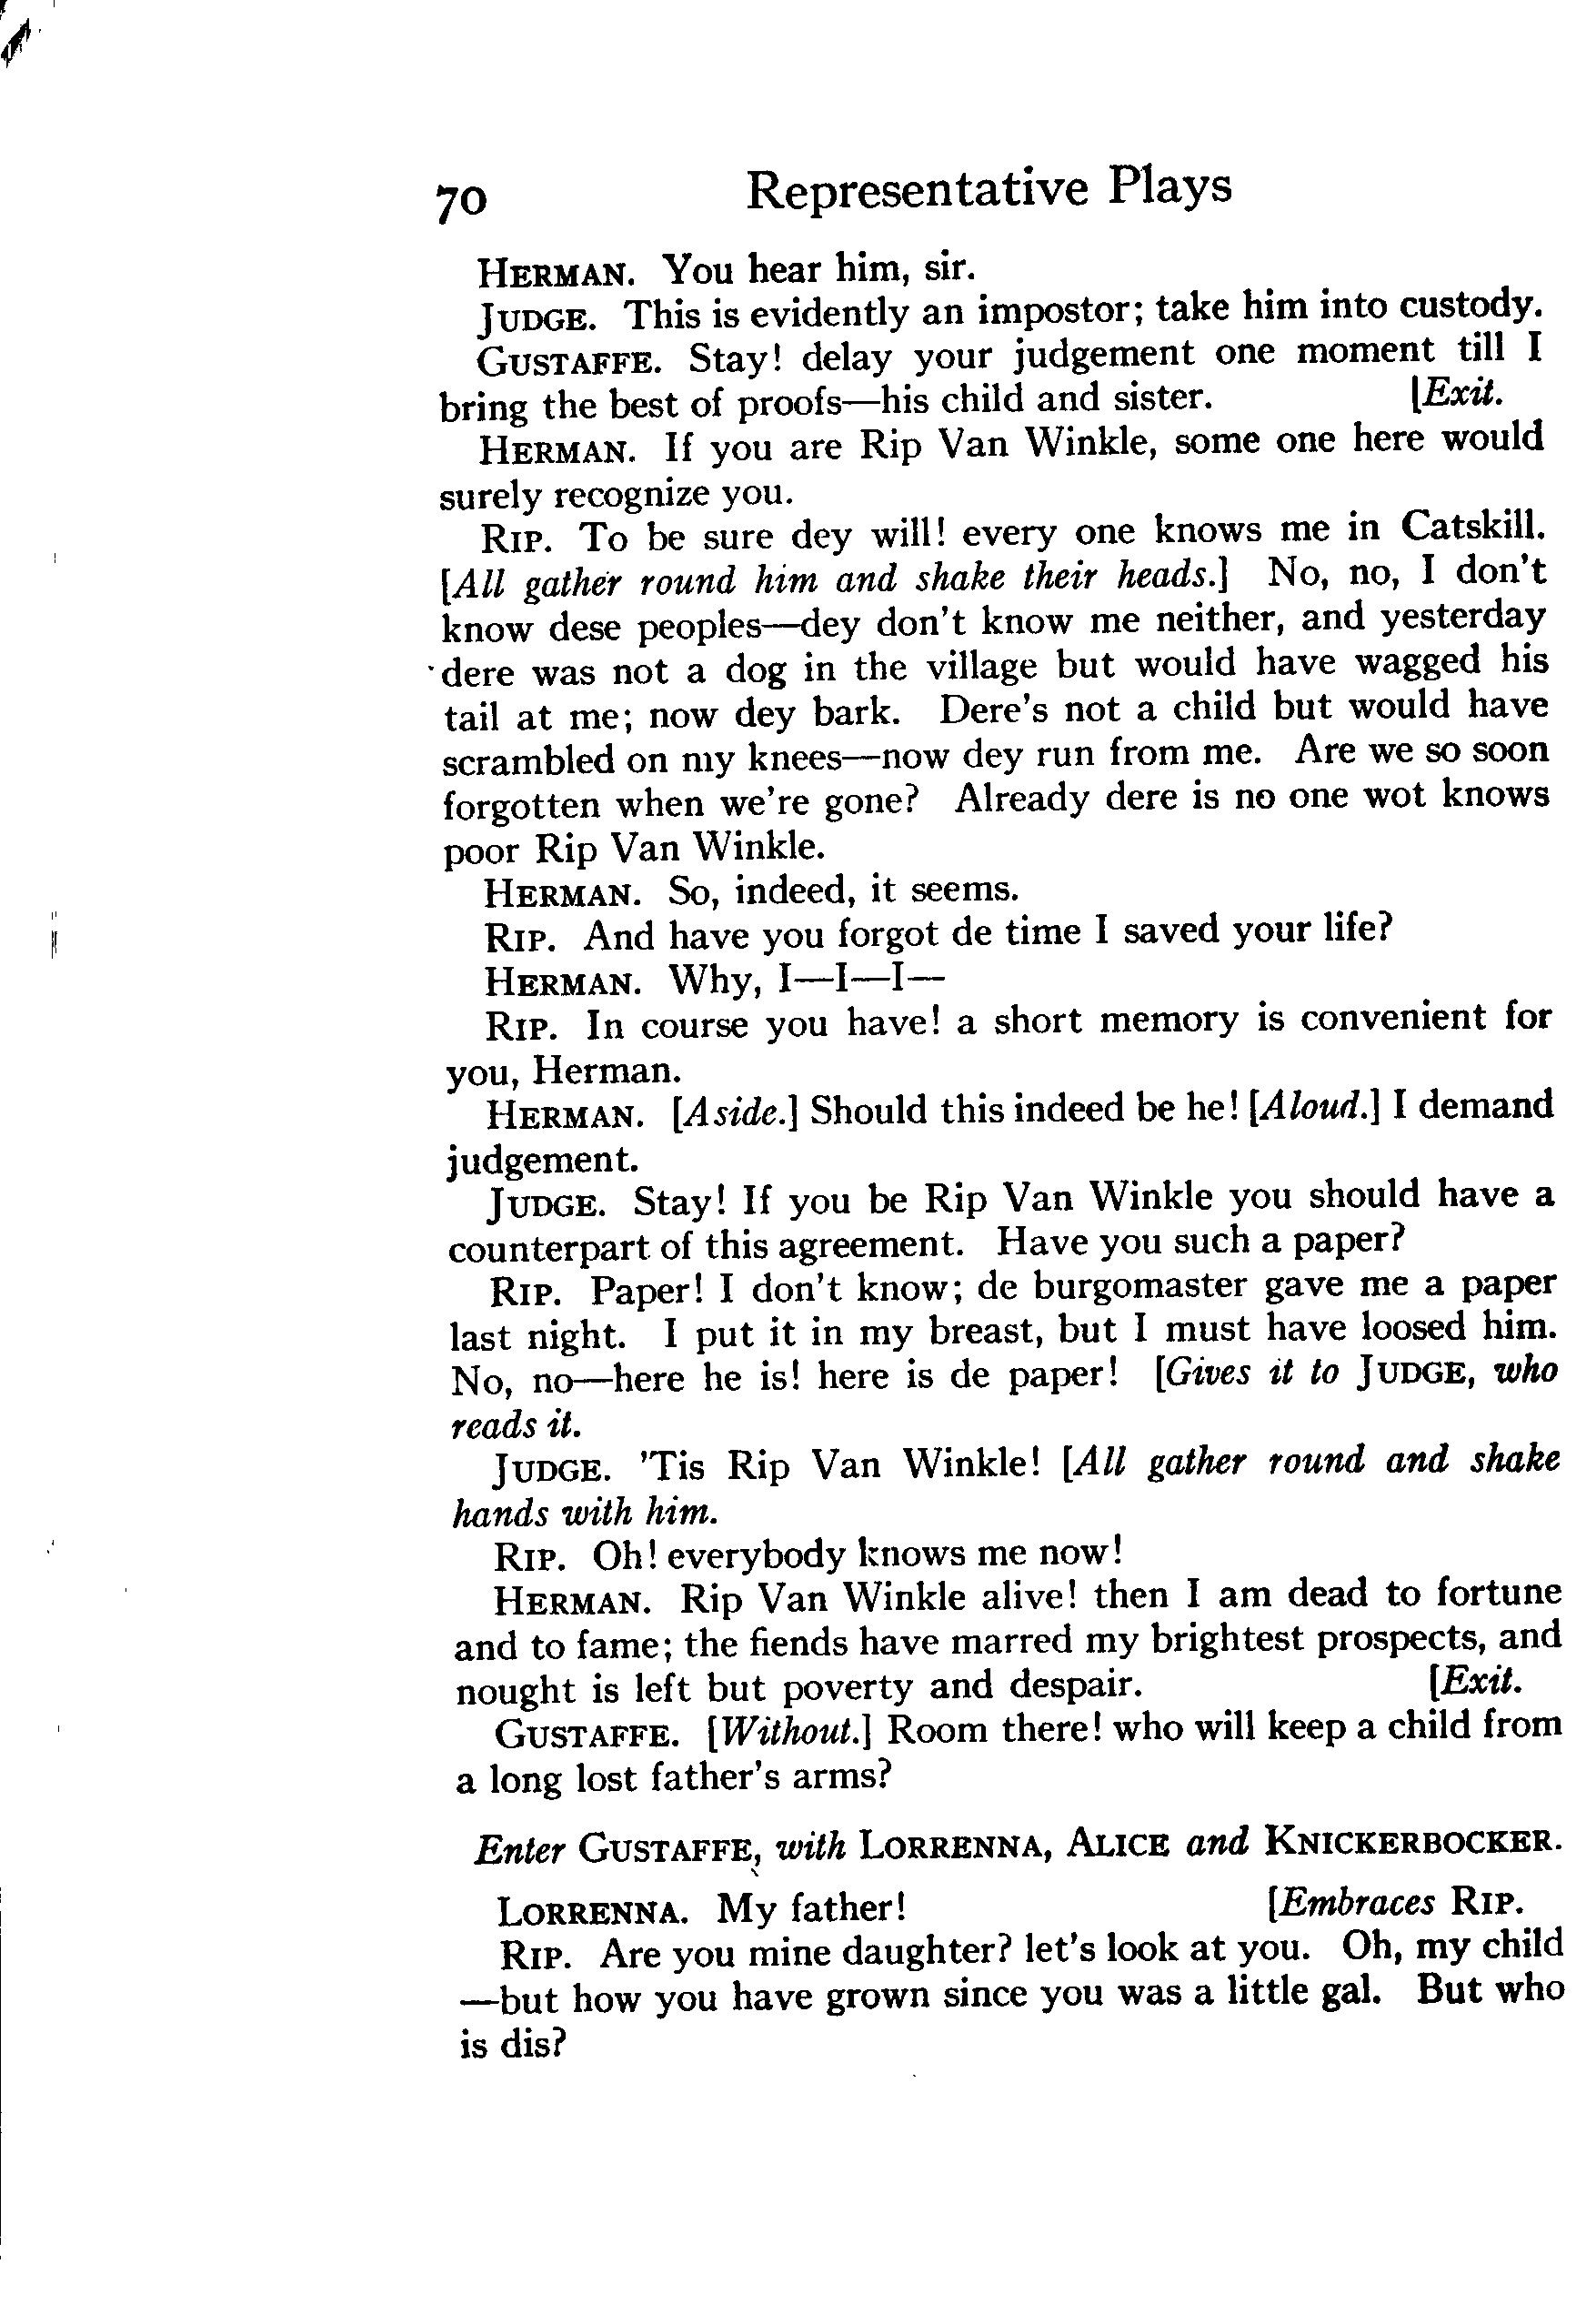 70 Representative Plays
HERMAN. You hear him, sir.
JUDGE. This is evidently an impostor; take him into custody.
GUSTAFFE. Stay! delay your judgement one moment till I
bring the best of proofs—his child and sister. [Exit.
HERMAN. If you are Rip Van Winkle, some one here would
surely recognize you.
RIP. To be sure dey will! every one knows me in Catskill.
[All gather round him and shake their heads.] No, no, I don't
know dese peoples—dey don't know me neither, and yesterday
dere was not a dog in the village but would have wagged his
tail at me; now dey bark. Dere's not a child but would have
scrambled on my knees—now dey run from me. Are we so soon
forgotten when we're gone? Already dere is no one wot knows
poor Rip Van Winkle.
HERMAN. So, indeed, it seems.
RIP. And have you forgot de time I saved your life?
HERMAN. Why, I—I—I—
RIP. In course you have! a short memory is convenient for
you, Herman.
HERMAN. [Aside.] Should this indeed be he! [Aloud.] I demand
judgement.
JUDGE. Stay! If you be Rip Van Winkle you should have a
counterpart of this agreement. Have you such a paper?
RIP. Paper! I don't know; de burgomaster gave me a paper
last night. I put it in my breast, but I must have loosed him.
No, no—here he is! here is de paper! [Gives it to JUDGE, who
reads it.
JUDGE. 'Tis Rip Van Winkle! [All gather round and shake
hands with him.
RIP. Oh! everybody knows me now!
HERMAN. Rip Van Winkle alive! then I am dead to fortune
and to fame; the fiends have marred my brightest prospects, and
nought is left but poverty and despair. [Exit.
GUSTAFFE. [Without.] Room there! who will keep a child from
a long lost father's arms?
Enter GUSTAFFE, with LORRENNA, ALICE and KNICKERBOCKER.
LORRENNA. My father! [Embraces RIP.
RIP. Are you mine daughter? let's look at you. Oh, my child
—but how you have grown since you was a little gal. But who
is dis?